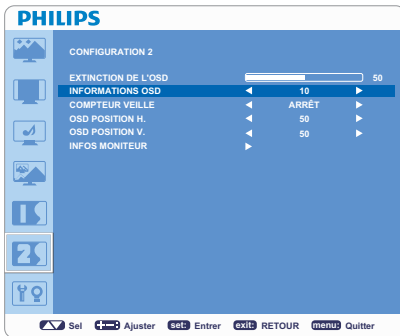 PHILIPS
CONFIGURATION 2
EXTINCTION DE L'OSD 50
INFORMATIONS OSD 10
COMPTEUR VEILLE ARRÊT
OSD POSITION H. 50
OSD POSITION V. 50
INFOS MONITEUR
Sel Ajuster set: Entrer exit: RETOUR menu: Quitter